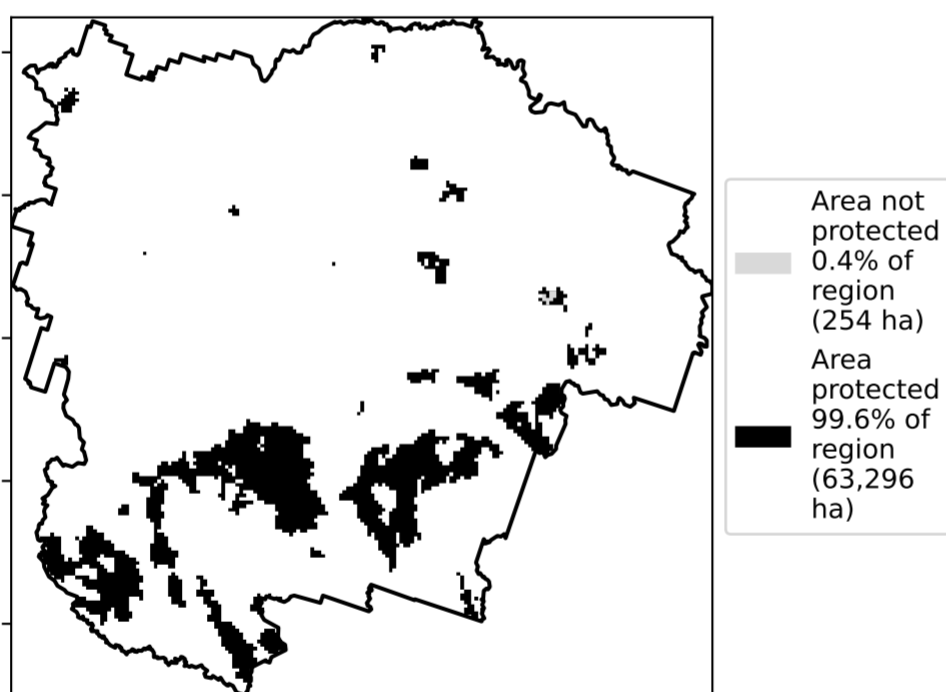 Area not
protected
0.4% of
region
(254 ha)
Area
protected
99.6% of
region
(63,296
ha)